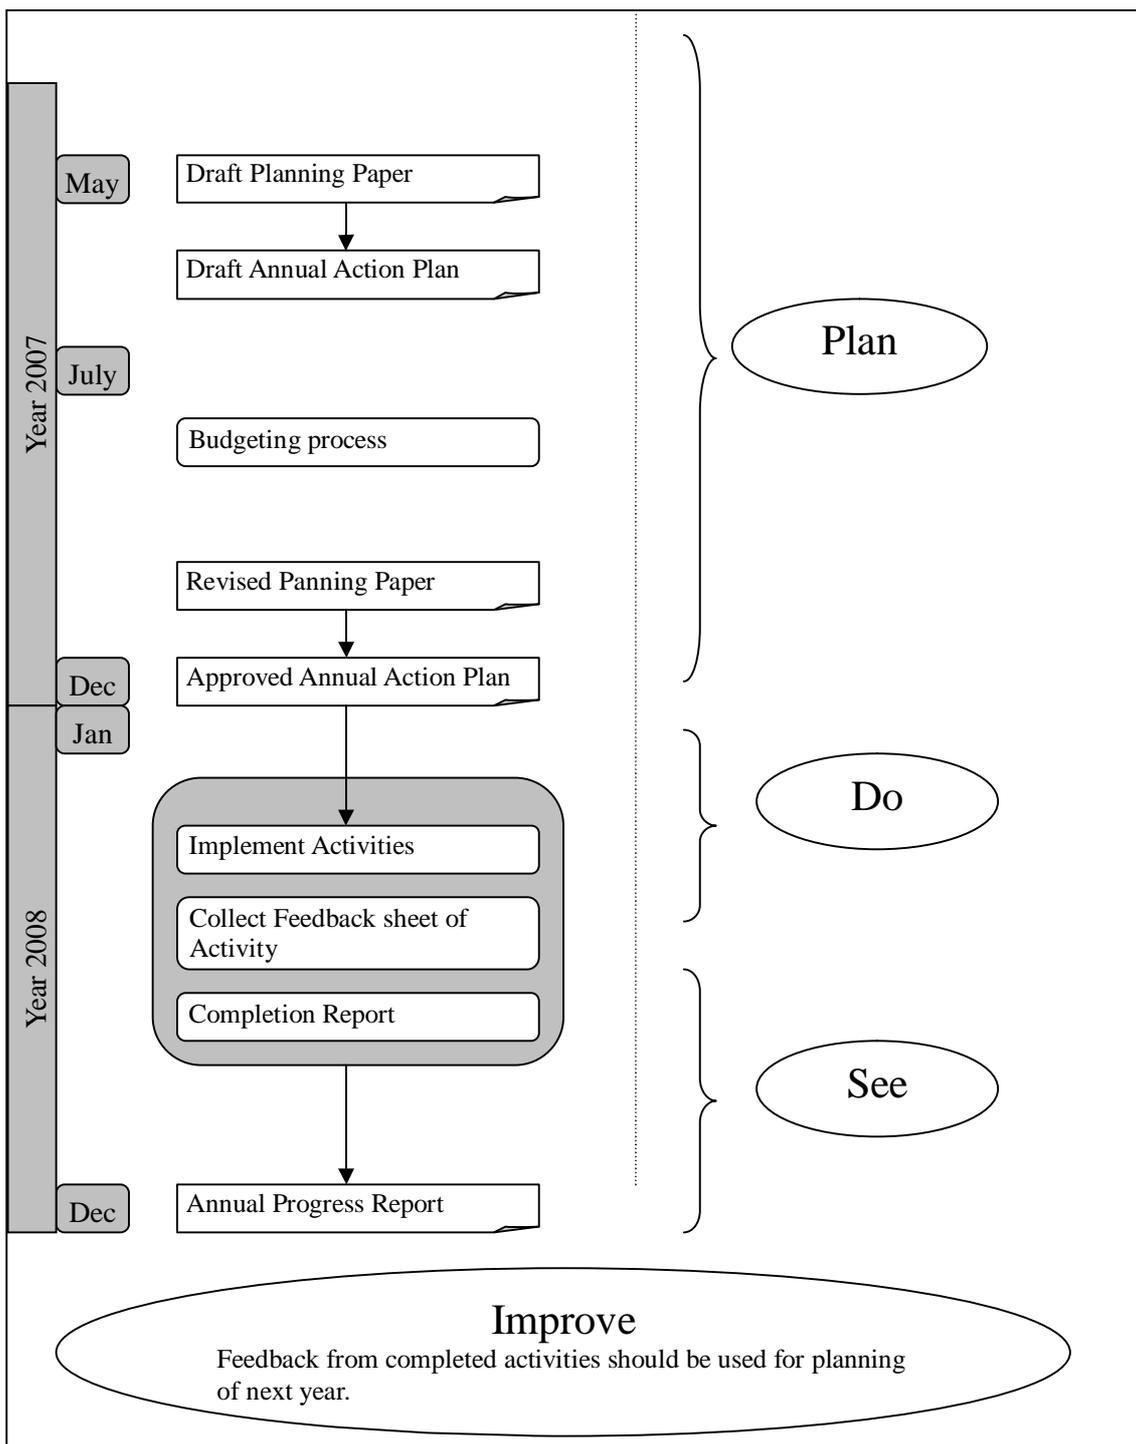 May
Draft Planning Paper
Draft Annual Action Plan
Plan
Year 2007
July
Budgeting process
Revised Panning Paper
Dec
Approved Annual Action Plan
Jan
Do
Implement Activities
Collect Feedback sheet of
Activity
Year 2008
Completion Report
See
Dec
Annual Progress Report
Improve
Feedback from completed activities should be used for planning
of next year.